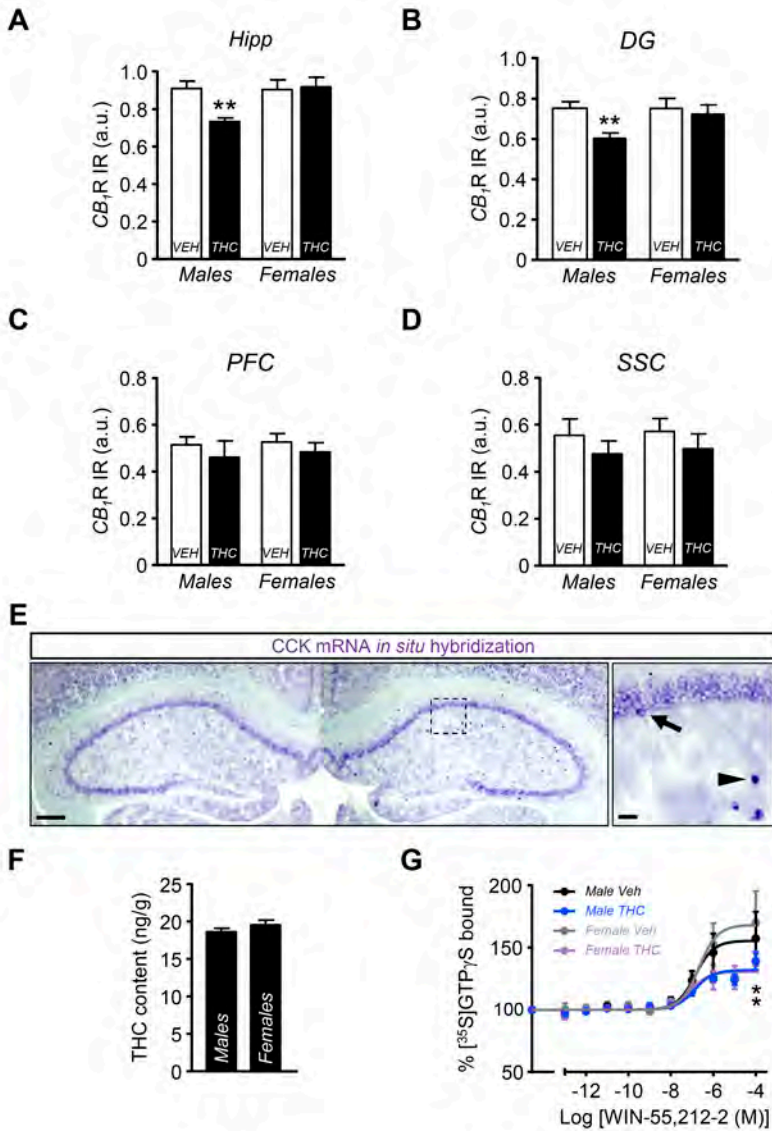 A
Hipp
CB₁R IR (a.u.)
1.0
0.8
0.6
0.4
0.2
0
**
VEH THC VEH THC
Males Females
B
DG
CB₁R IR (a.u.)
1.0
0.8
0.6
0.4
0.2
0
**
VEH THC VEH THC
Males Females
C
PFC
CB₁R IR (a.u.)
0.8
0.6
0.4
0.2
0
VEH THC VEH THC
Males Females
D
SSC
CB₁R IR (a.u.)
0.8
0.6
0.4
0.2
0
VEH THC VEH THC
Males Females
E
CCK mRNA in situ hybridization
F
THC content (ng/g)
25
20
15
10
5
0
Males Females
G
% [³⁵S]GTPγS bound
200
150
100
50
Male Veh
Male THC
Female Veh
Female THC
**
-12 -10 -8 -6 -4
Log [WIN-55,212-2 (M)]